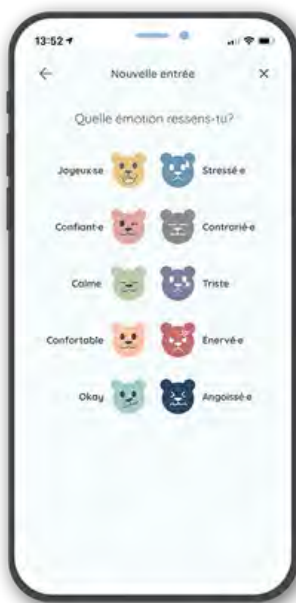 13:52
Nouvelle entrée
Quelle émotion ressens-tu?
Joyeux·se Stressé·e
Confiant·e Contrarié·e
Calme Triste
Confortable Énervé·e
Okay Angoissé·e